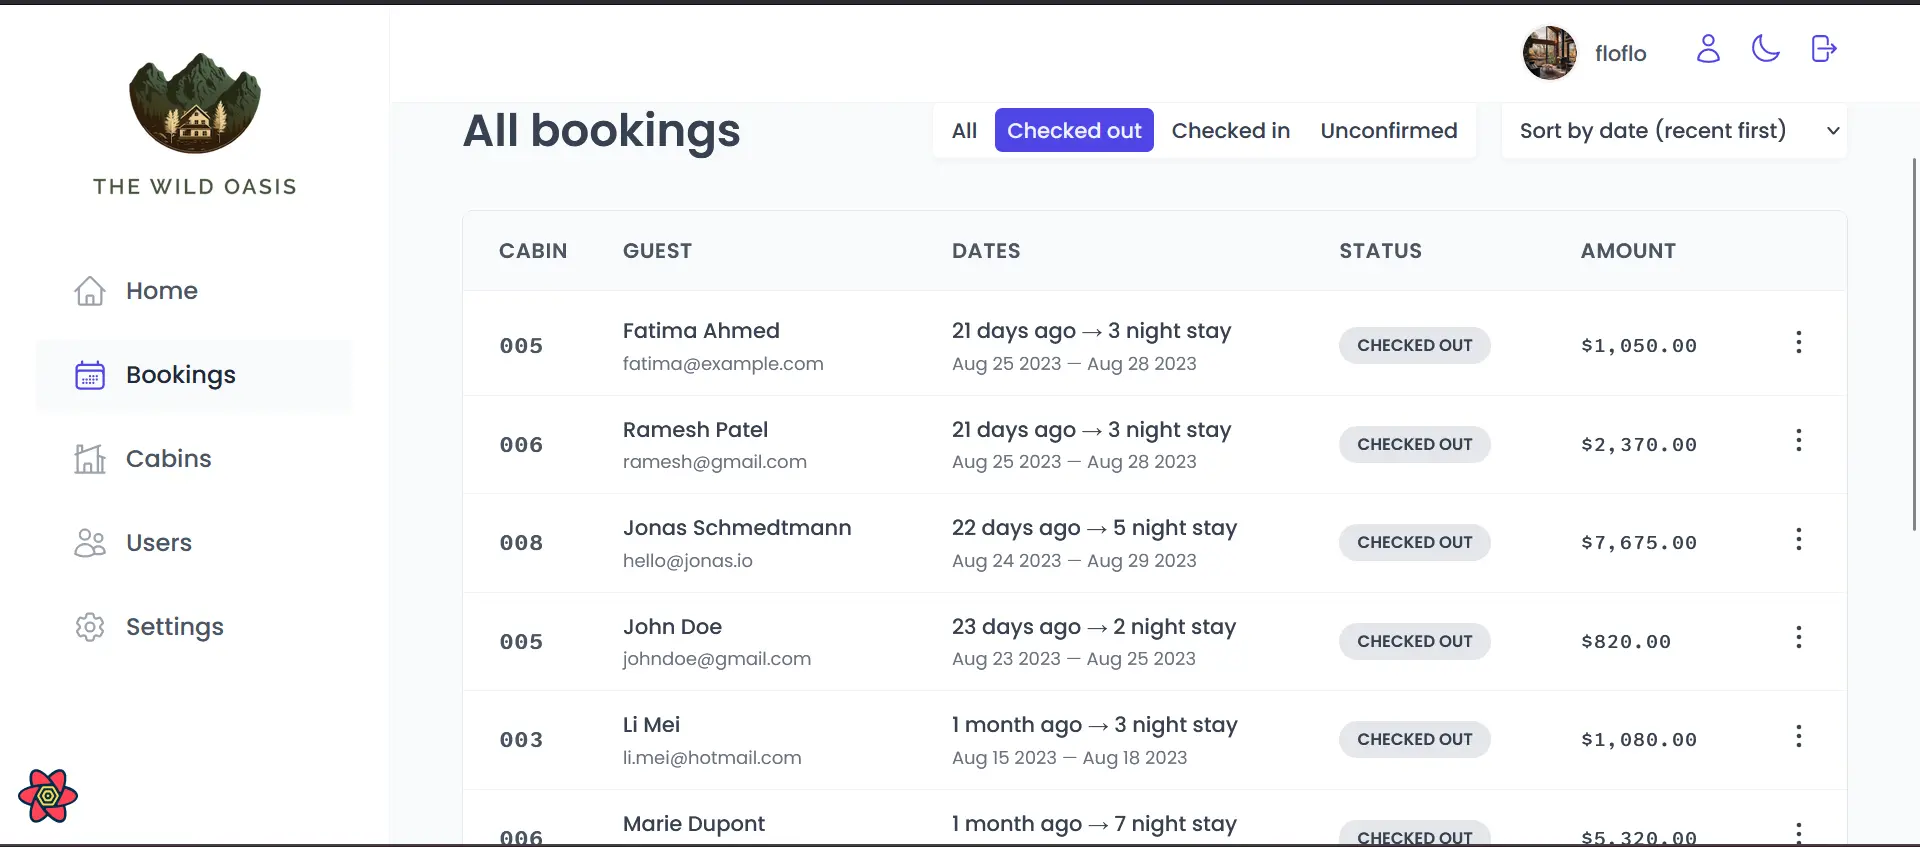 THE WILD OASIS
Home
Bookings
Cabins
Users
Settings
floflo
All bookings
All Checked out Checked in Unconfirmed
Sort by date (recent first)
CABIN GUEST DATES STATUS AMOUNT
005 Fatima Ahmed 21 days ago → 3 night stay CHECKED OUT $1,050.00
fatima@example.com Aug 25 2023 — Aug 28 2023
006 Ramesh Patel 21 days ago → 3 night stay CHECKED OUT $2,370.00
ramesh@gmail.com Aug 25 2023 — Aug 28 2023
008 Jonas Schmedtmann 22 days ago → 5 night stay CHECKED OUT $7,675.00
hello@jonas.io Aug 24 2023 — Aug 29 2023
005 John Doe 23 days ago → 2 night stay CHECKED OUT $820.00
johndoe@gmail.com Aug 23 2023 — Aug 25 2023
003 Li Mei 1 month ago → 3 night stay CHECKED OUT $1,080.00
li.mei@hotmail.com Aug 15 2023 — Aug 18 2023
006 Marie Dupont 1 month ago → 7 night stay CHECKED OUT $5,320.00